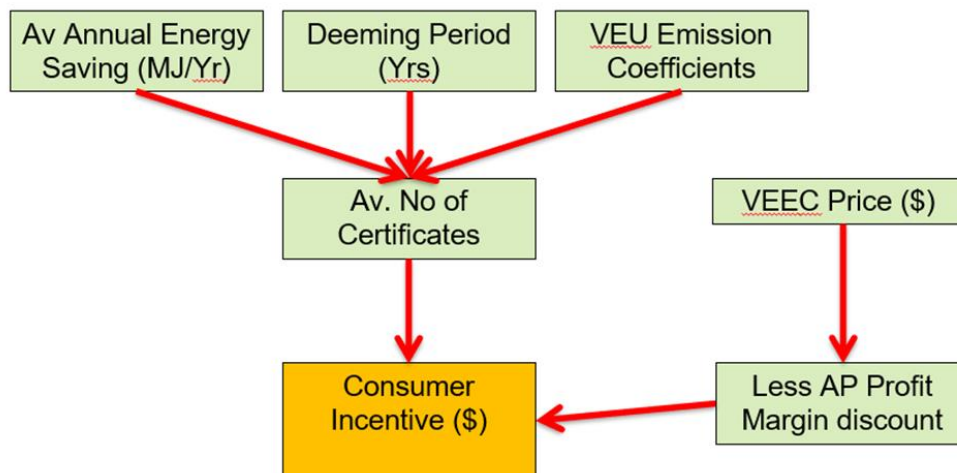 Av Annual Energy
Saving (MJ/Yr)
Deeming Period
(Yrs)
VEU Emission
Coefficients
Av. No of
Certificates
VEEC Price ($)
Consumer
Incentive ($)
Less AP Profit
Margin discount